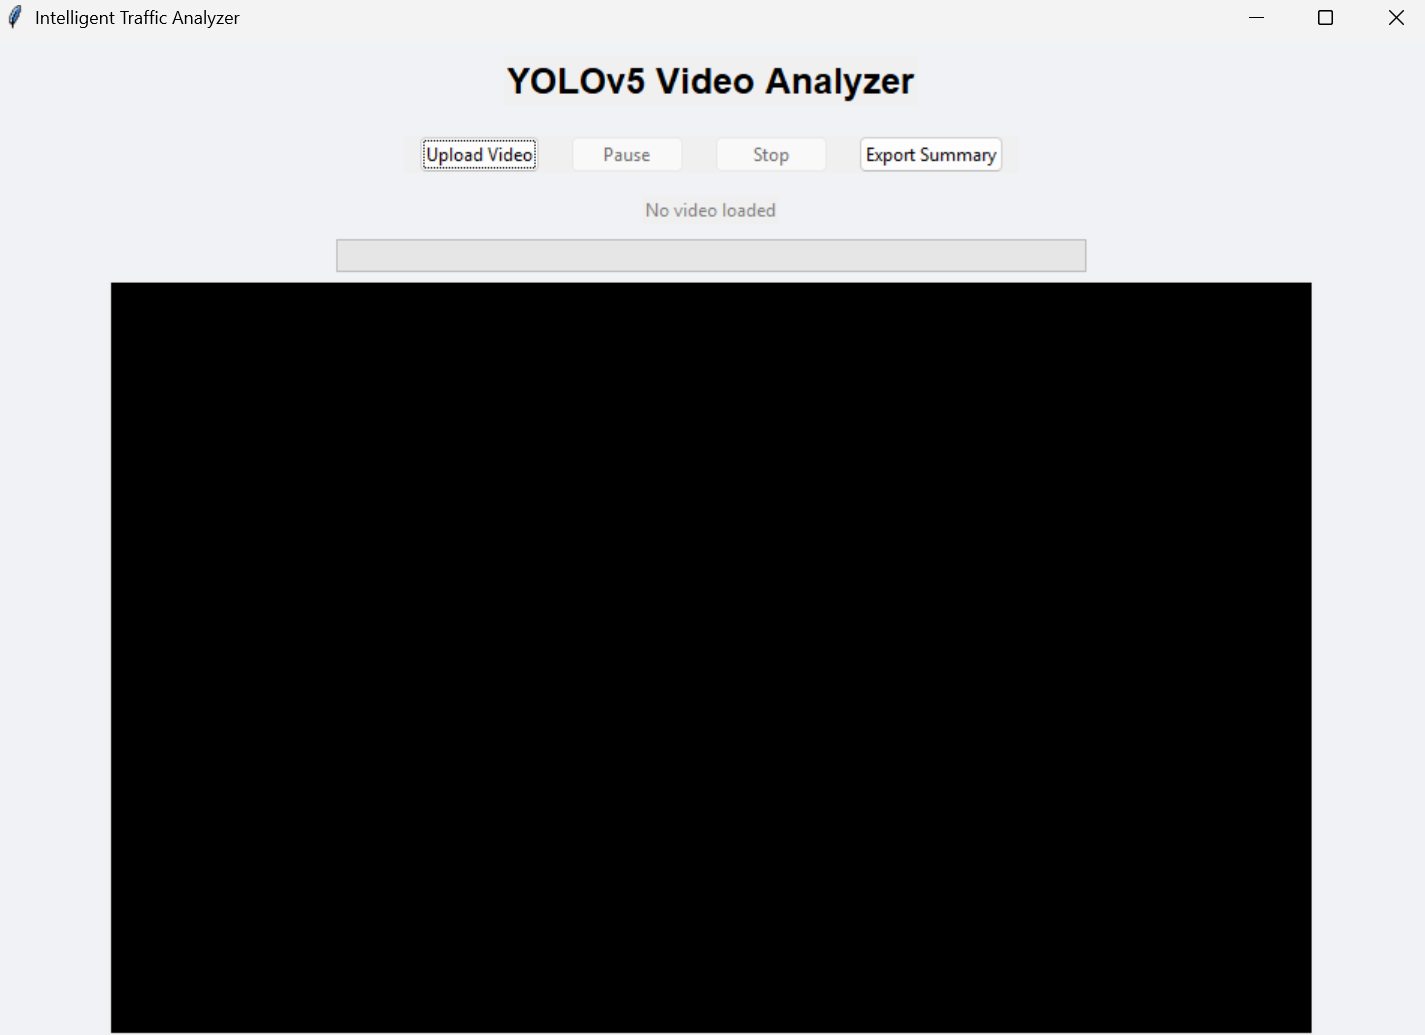 Intelligent Traffic Analyzer
YOLOv5 Video Analyzer
Upload Video Pause Stop Export Summary
No video loaded